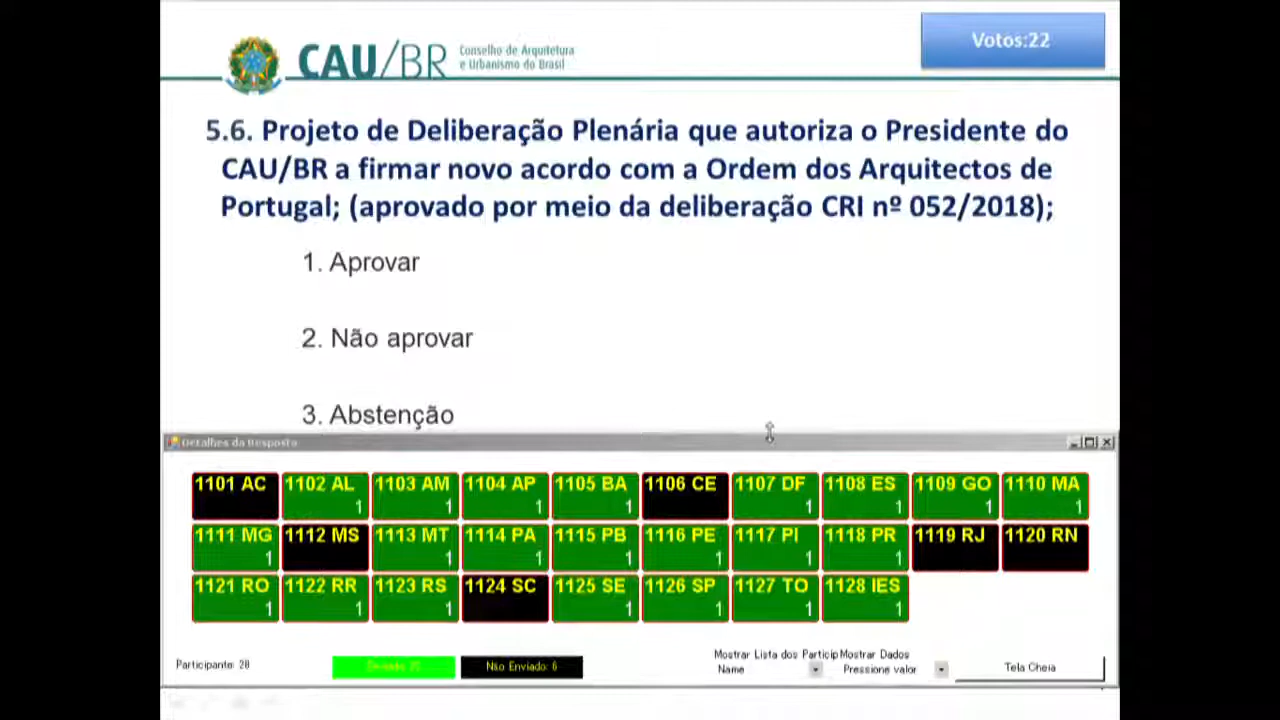 CAU/BR
Conselho de Arquitetura
e Urbanismo do Brasil
Votos:22
5.6. Projeto de Deliberação Plenária que autoriza o Presidente do
CAU/BR a firmar novo acordo com a Ordem dos Arquitectos de
Portugal; (aprovado por meio da deliberação CRI nº 052/2018);
1. Aprovar
2. Não aprovar
3. Abstenção
Detalhes da Resposta
1101 AC 1102 AL 1103 AM 1104 AP 1105 BA 1106 CE 1107 DF 1108 ES 1109 GO 1110 MA
1 1 1 1 1 1 1 1
1111 MG 1112 MS 1113 MT 1114 PA 1115 PB 1116 PE 1117 PI 1118 PR 1119 RJ 1120 RN
1 1 1 1 1 1 1
1121 RO 1122 RR 1123 RS 1124 SC 1125 SE 1126 SP 1127 TO 1128 IES
1 1 1 1 1 1 1
Mostrar Lista dos Particip Mostrar Dados
Participante: 28 Não Enviado: 6 Name Pressione valor Tela Cheia